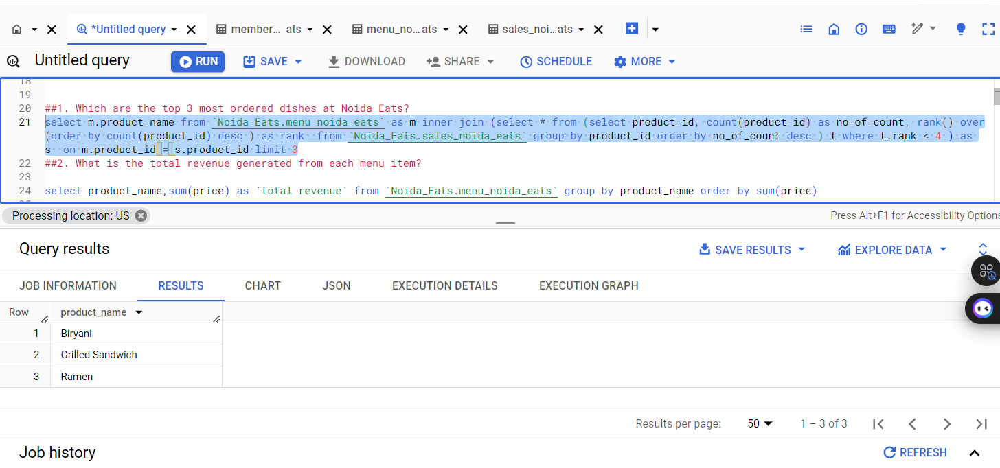 *Untitled query
member... ats
menu_no... ats
sales_noi...ats
Untitled query
RUN
SAVE
DOWNLOAD
SHARE
SCHEDULE
MORE
18
19
20 ##1. Which are the top 3 most ordered dishes at Noida Eats?
21 select m.product_name from `Noida_Eats.menu_noida_eats` as m inner join (select * from (select product_id, count(product_id) as no_of_count, rank() over
(order by count(product_id) desc ) as rank  from `Noida_Eats.sales_noida_eats` group by product_id order by no_of_count desc ) t where t.rank < 4 ) as
s  on m.product_id = s.product_id limit 3
22 ##2. What is the total revenue generated from each menu item?
23
24 select product_name,sum(price) as `total revenue` from `Noida_Eats.menu_noida_eats` group by product_name order by sum(price)
Processing location: US
Press Alt+F1 for Accessibility Options
Query results
SAVE RESULTS
EXPLORE DATA
JOB INFORMATION
RESULTS
CHART
JSON
EXECUTION DETAILS
EXECUTION GRAPH
Row product_name
1 Biryani
2 Grilled Sandwich
3 Ramen
Results per page: 50 1 – 3 of 3
Job history
REFRESH